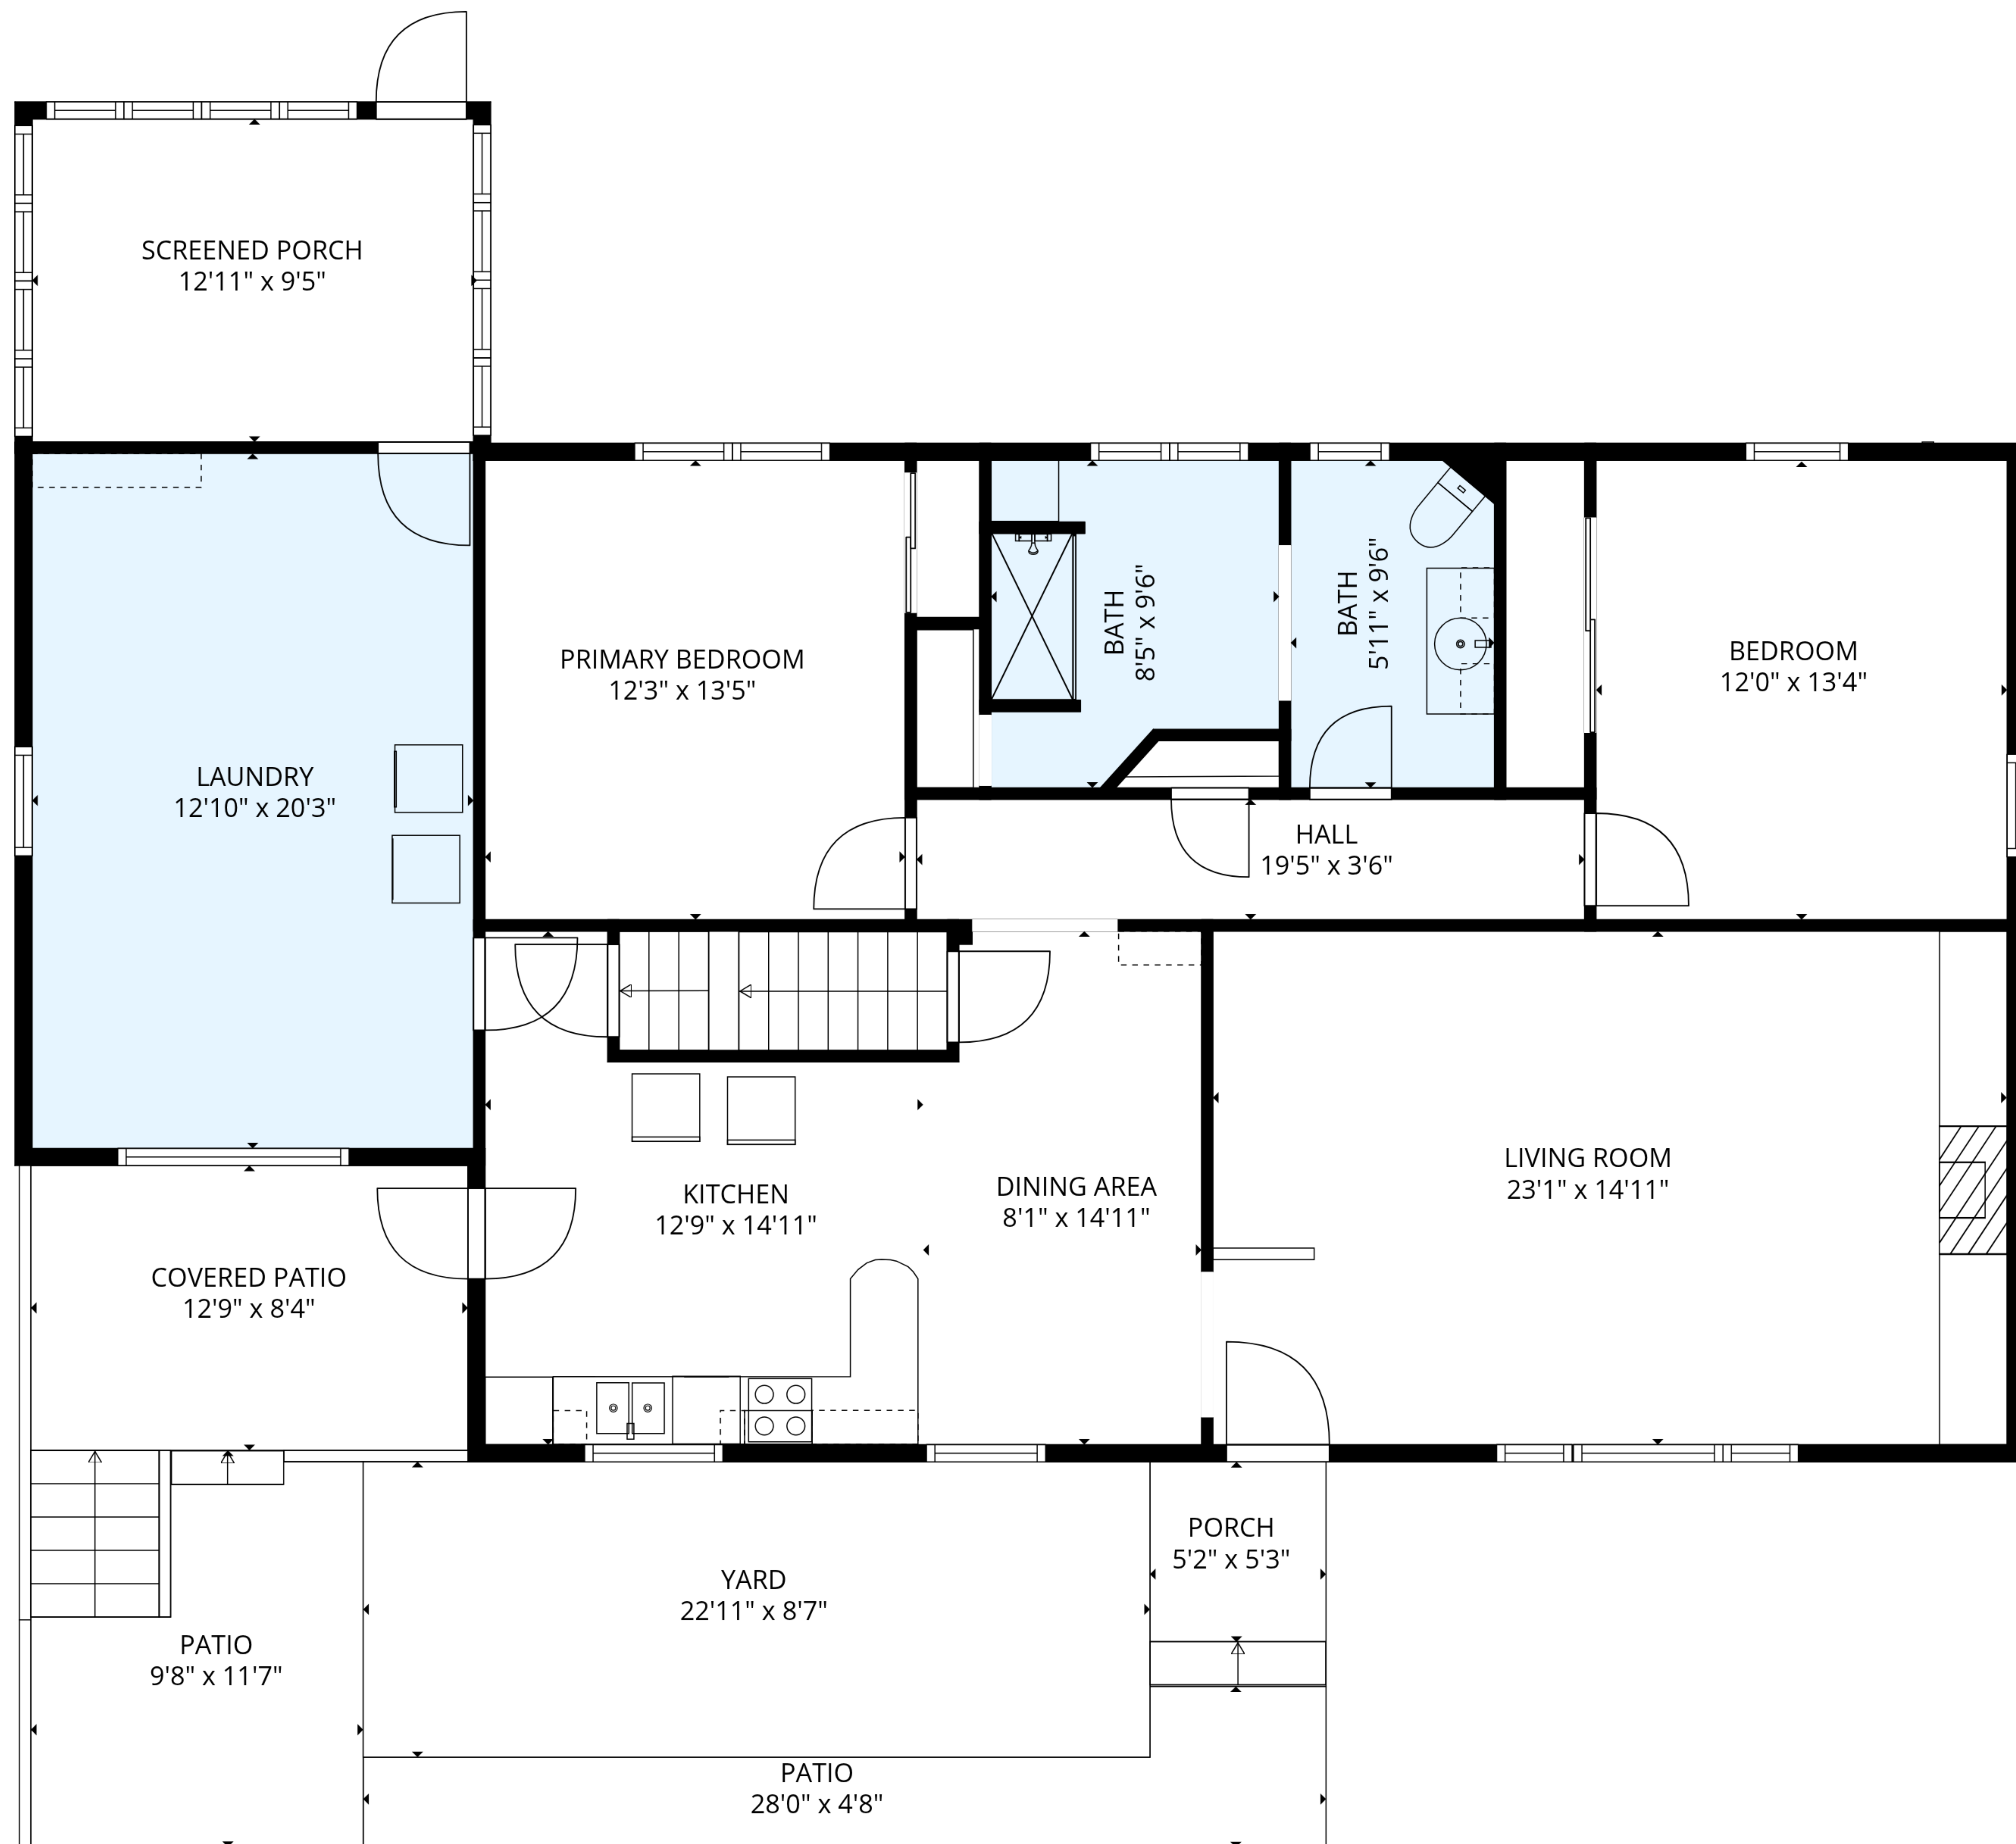 SCREENED PORCH
12'11" x 9'5"
PRIMARY BEDROOM
12'3" x 13'5"
BATH
8'5" x 9'6"
BATH
5'11" x 9'6"
BEDROOM
12'0" x 13'4"
LAUNDRY
12'10" x 20'3"
HALL
19'5" x 3'6"
KITCHEN
12'9" x 14'11"
DINING AREA
8'1" x 14'11"
LIVING ROOM
23'1" x 14'11"
COVERED PATIO
12'9" x 8'4"
PORCH
5'2" x 5'3"
YARD
22'11" x 8'7"
PATIO
9'8" x 11'7"
PATIO
28'0" x 4'8"